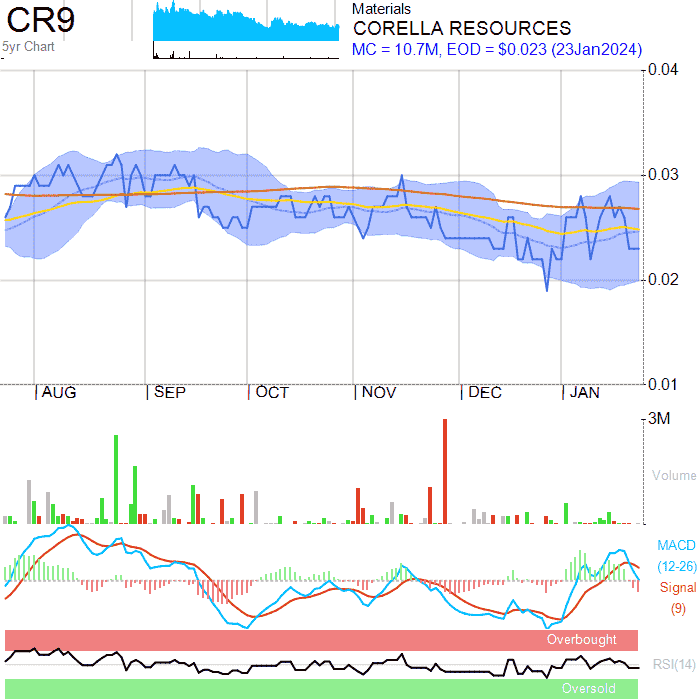 CR9
5yr Chart
Materials
CORELLA RESOURCES
MC = 10.7M, EOD = $0.023 (23Jan2024)
0.04
0.03
0.02
0.01
AUG SEP OCT NOV DEC JAN
3M
Volume
MACD
(12-26)
Signal
(9)
Overbought
RSI(14)
Oversold